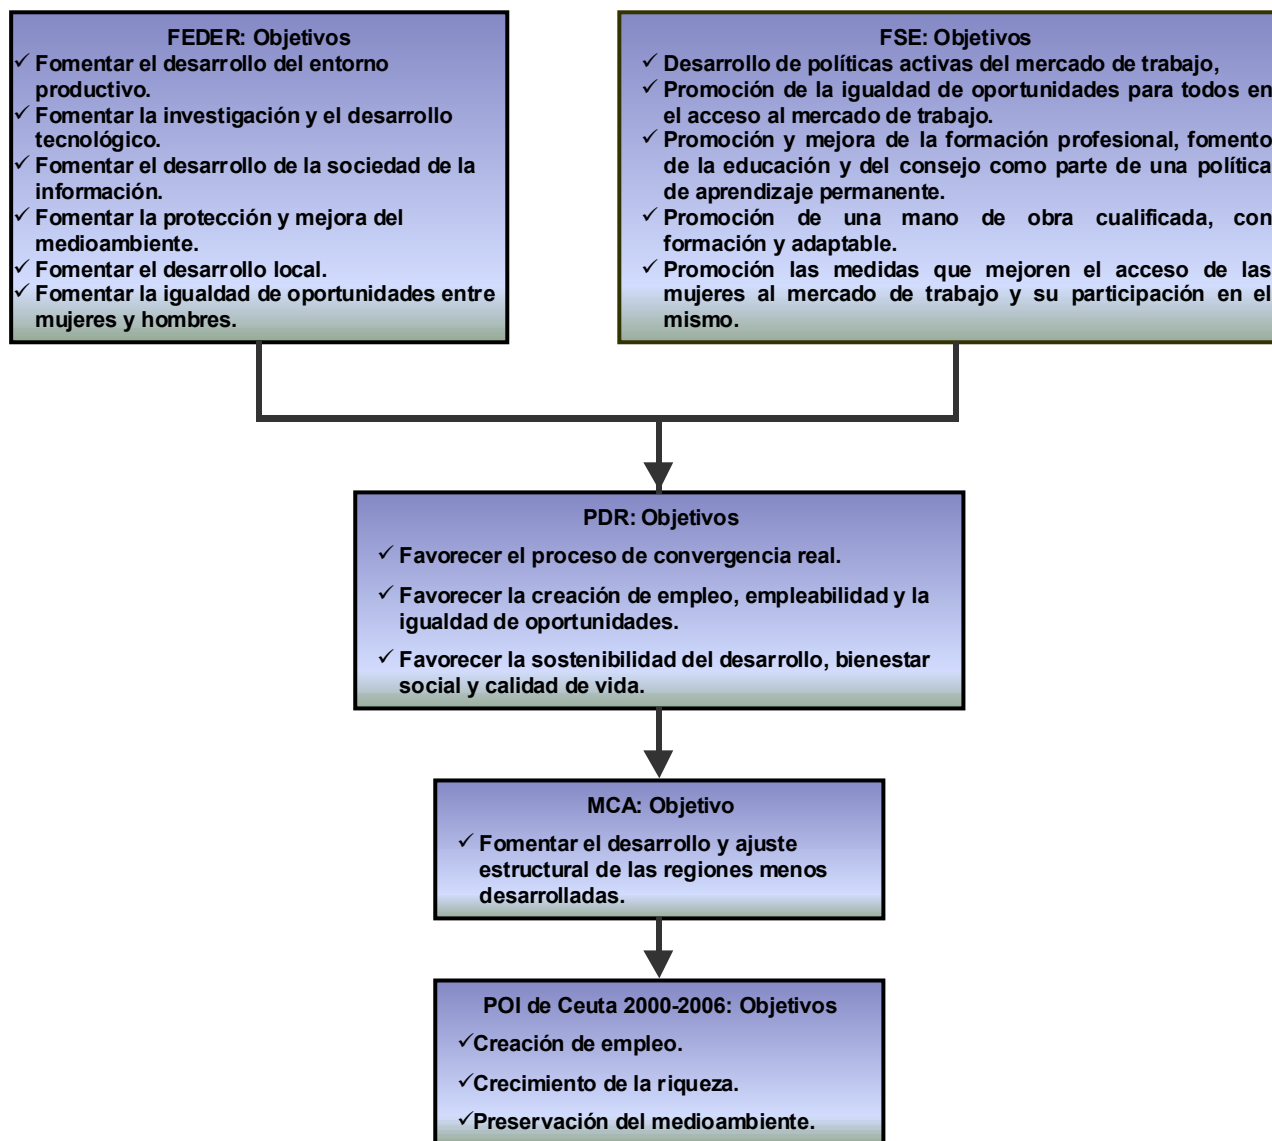 FEDER: Objetivos
✓ Fomentar el desarrollo del entorno
productivo.
✓ Fomentar la investigación y el desarrollo
tecnológico.
✓ Fomentar el desarrollo de la sociedad de la
información.
✓ Fomentar la protección y mejora del
medioambiente.
✓ Fomentar el desarrollo local.
✓ Fomentar la igualdad de oportunidades entre
mujeres y hombres.
FSE: Objetivos
✓ Desarrollo de políticas activas del mercado de trabajo,
✓ Promoción de la igualdad de oportunidades para todos en
el acceso al mercado de trabajo.
✓ Promoción y mejora de la formación profesional, fomento
de la educación y del consejo como parte de una política
de aprendizaje permanente.
✓ Promoción de una mano de obra cualificada, con
formación y adaptable.
✓ Promoción las medidas que mejoren el acceso de las
mujeres al mercado de trabajo y su participación en el
mismo.
PDR: Objetivos
✓ Favorecer el proceso de convergencia real.
✓ Favorecer la creación de empleo, empleabilidad y la
igualdad de oportunidades.
✓ Favorecer la sostenibilidad del desarrollo, bienestar
social y calidad de vida.
MCA: Objetivo
✓ Fomentar el desarrollo y ajuste
estructural de las regiones menos
desarrolladas.
POI de Ceuta 2000-2006: Objetivos
✓Creación de empleo.
✓Crecimiento de la riqueza.
✓Preservación del medioambiente.